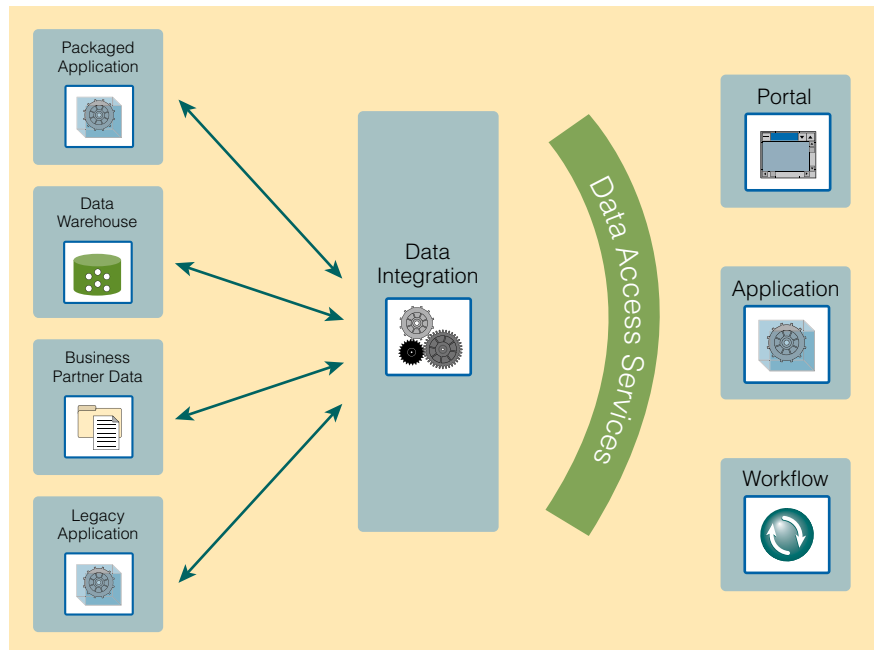 Packaged
Application
Data
Warehouse
Business
Partner Data
Legacy
Application
Data
Integration
Data Access Services
Portal
Application
Workflow